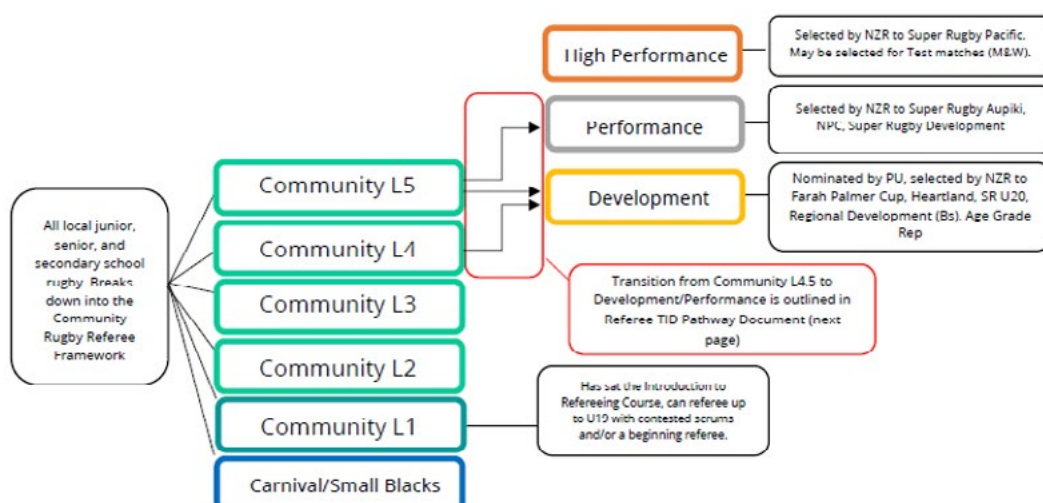 Selected by NZR to Super Rugby Pacific.
May be selected for Test matches (M&W).
High Performance
Selected by NZR to Super Rugby Aupiki,
NPC, Super Rugby Development
Performance
Community L5
Nominated by PU, selected by NZR to
Farah Palmer Cup, Heartland, SR U20,
Regional Development (Bs). Age Grade
Rep
Development
All local junior,
senior, and
secondary school
rugby. Breaks
down into the
Community
Rugby Referee
Framework
Community L4
Transition from Community L4.5 to
Development/Performance is outlined in
Referee TID Pathway Document (next
page)
Community L3
Community L2
Has sat the Introduction to
Refereeing Course, can referee up
to U19 with contested scrums
and/or a beginning referee.
Community L1
Carnival/Small Blacks